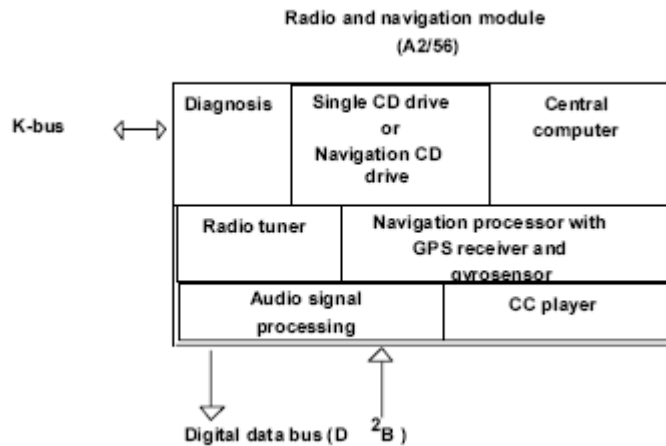 Radio and navigation module
(A2/56)
K-bus
Diagnosis
Single CD drive
or
Navigation CD
drive
Central
computer
Radio tuner
Navigation processor with
GPS receiver and
gyrosensor
Audio signal
processing
CC player
Digital data bus (D 2B )